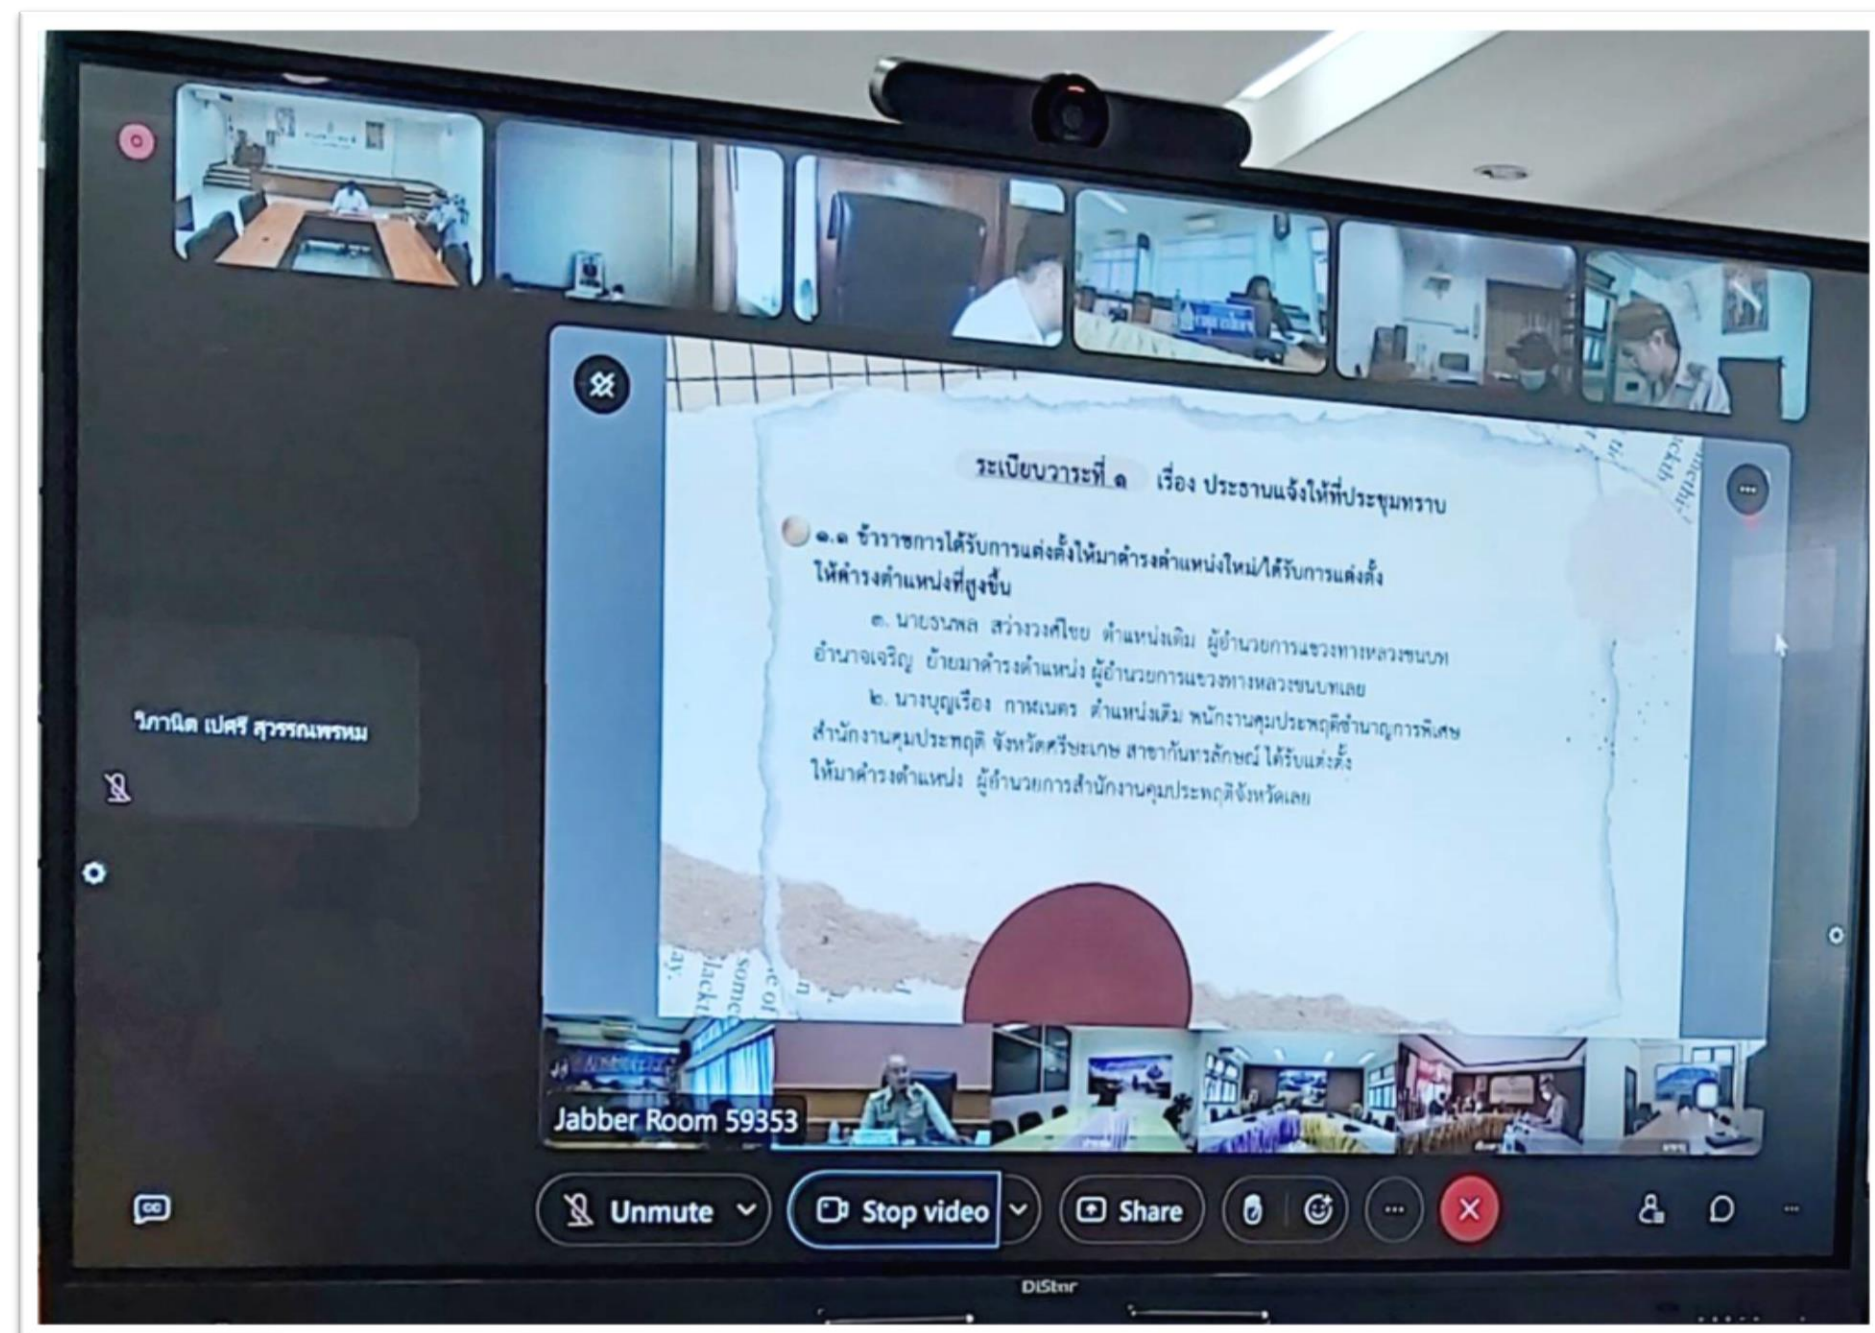 ระเบียบวาระที่ ๑ เรื่อง ประธานแจ้งให้ที่ประชุมทราบ
๑.๑ ข้าราชการได้รับการแต่งตั้งให้มาดำรงตำแหน่งใหม่/ได้รับการแต่งตั้ง
ให้ดำรงตำแหน่งที่สูงขึ้น
๑. นายธนพล สว่างวงศ์ไชย ตำแหน่งเดิม ผู้อำนวยการแขวงทางหลวงชนบท
อำนาจเจริญ ย้ายมาดำรงตำแหน่ง ผู้อำนวยการแขวงทางหลวงชนบทเลย
๒. นางบุญเรือง กาฬเนตร ตำแหน่งเดิม พนักงานคุมประพฤติชำนาญการพิเศษ
สำนักงานคุมประพฤติ จังหวัดศรีษะเกษ สาขากันทรลักษณ์ ได้รับแต่งตั้ง
ให้มาดำรงตำแหน่ง ผู้อำนวยการสำนักงานคุมประพฤติจังหวัดเลย
วิภานิต เปศรี สุวรรณพรหม
Jabber Room 59353
CC
Unmute
Stop video
Share
DiStar